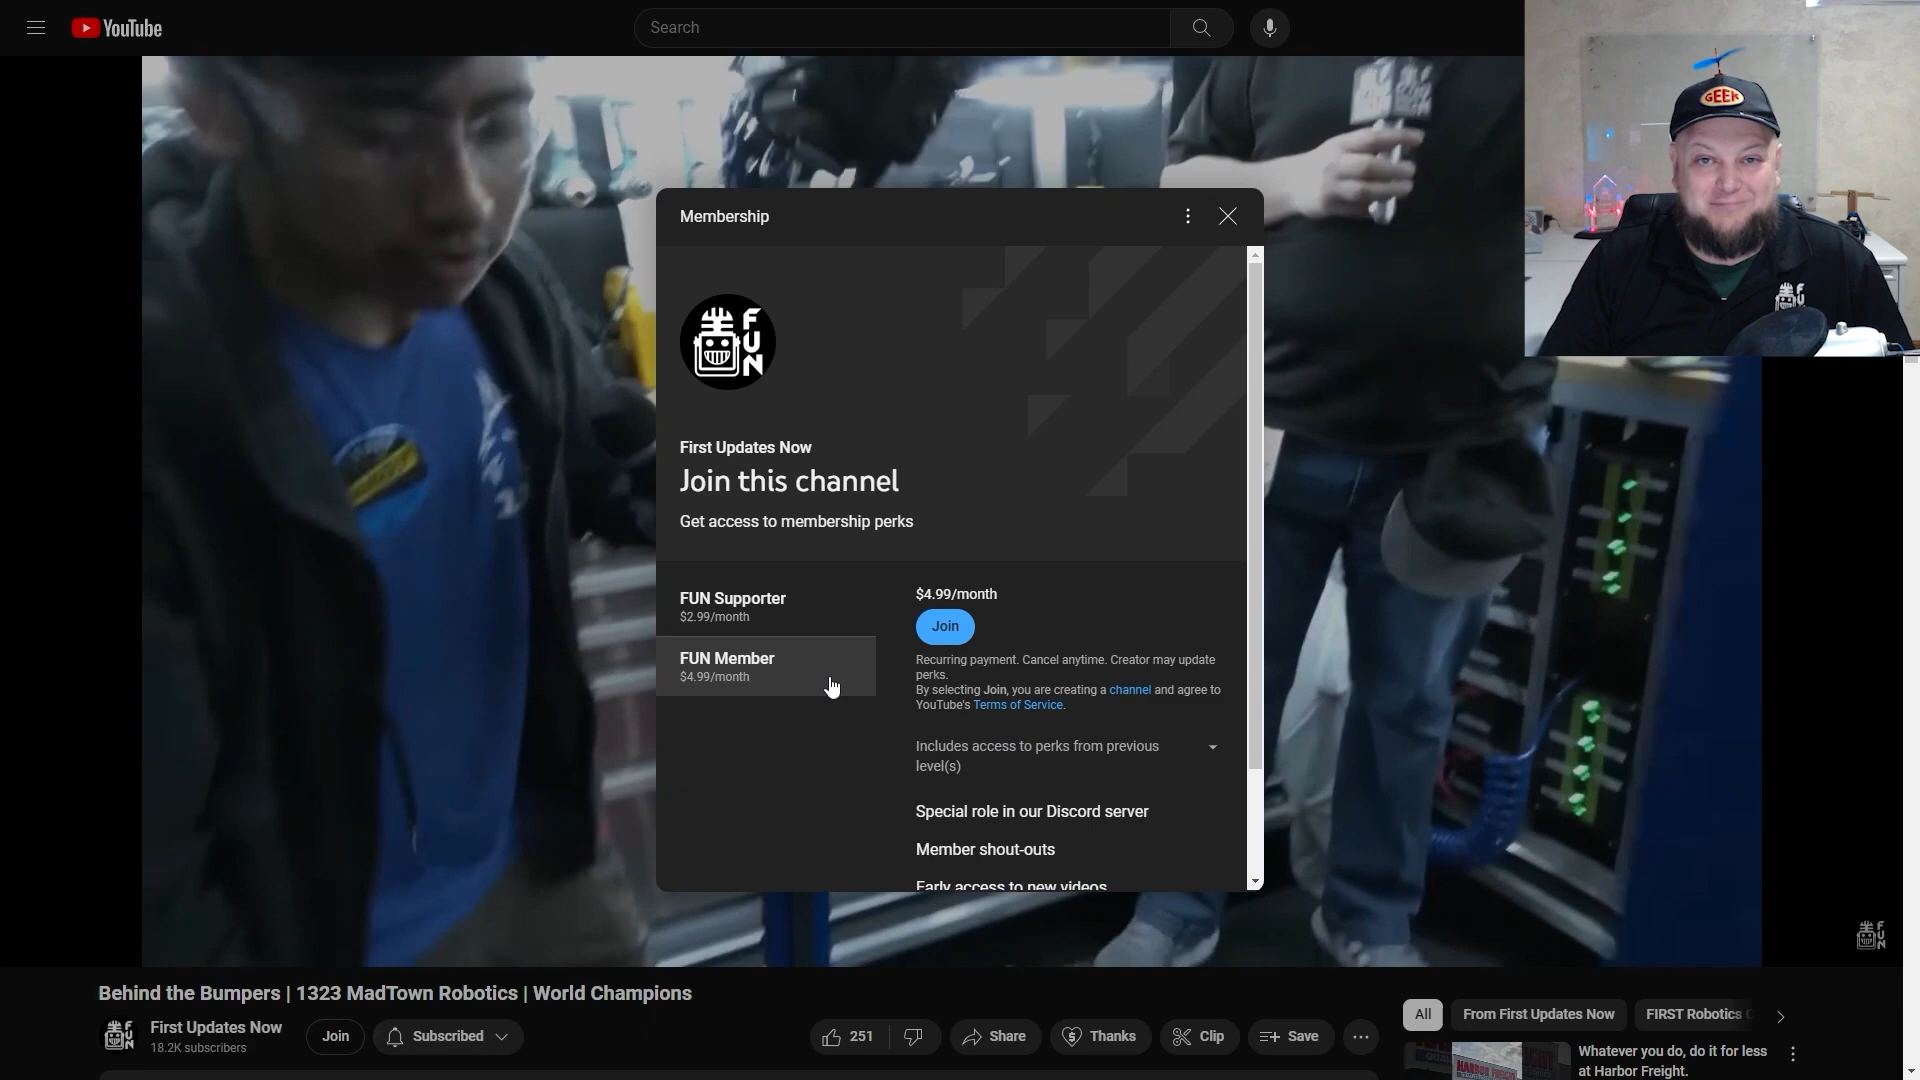 YouTube
Search
GEEK
FUN
Membership
FUN
First Updates Now
Join this channel
Get access to membership perks
FUN Supporter
$2.99/month
FUN Member
$4.99/month
$4.99/month
Join
Recurring payment. Cancel anytime. Creator may update
perks.
By selecting Join, you are creating a channel and agree to
YouTube's Terms of Service.
Includes access to perks from previous
level(s)
Special role in our Discord server
Member shout-outs
Early access to new videos
FUN
Behind the Bumpers | 1323 MadTown Robotics | World Champions
First Updates Now
18.2K subscribers
Join
Subscribed
251
Share
Thanks
Clip
Save
All
From First Updates Now
FIRST Robotics
Whatever you do, do it for less
at Harbor Freight.
HARBOR FREIGHT